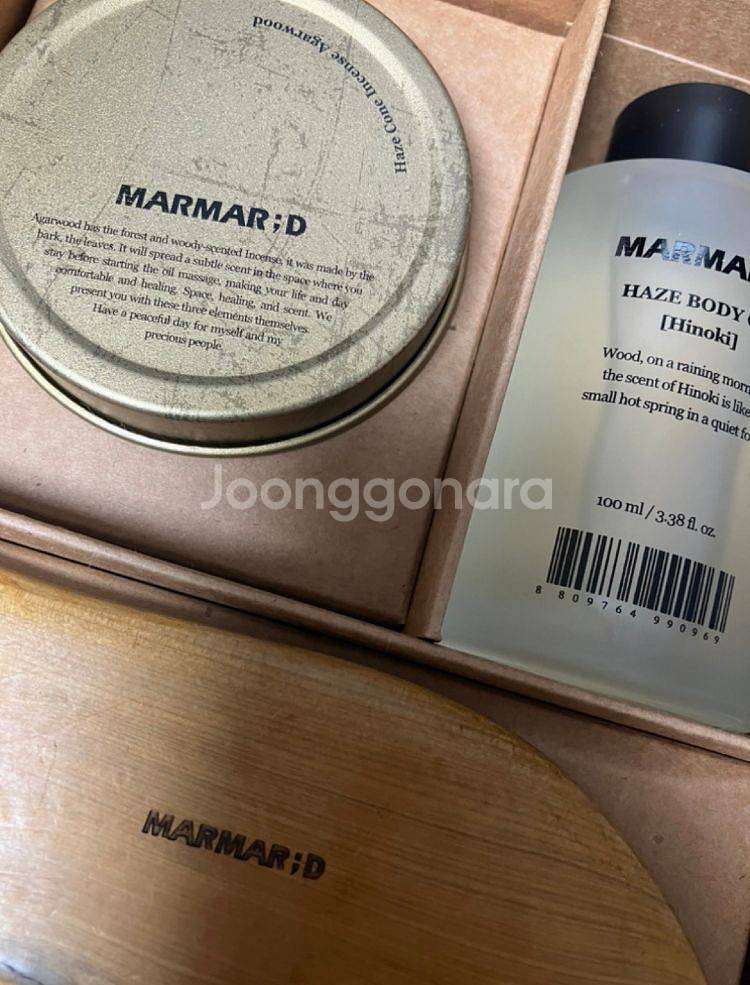 Haze Cone Incense Agarwood
MARMAR;D
Agarwood has the forest and woody-scented Incense, it was made by the
bark, the leaves. It will spread a subtle scent in the space where you
stay before starting the oil massage, making your life and day
comfortable and healing. Space, healing, and scent. We
present you with these three elements themselves.
Have a peaceful day for myself and my
precious people.
MARMA
HAZE BODY
[Hinoki]
Wood, on a raining
the scent of Hinoki is like
small hot spring in a quiet
100 ml / 3.38 fl. oz.
8 809764 990969
Joonggonara
MARMAR;D